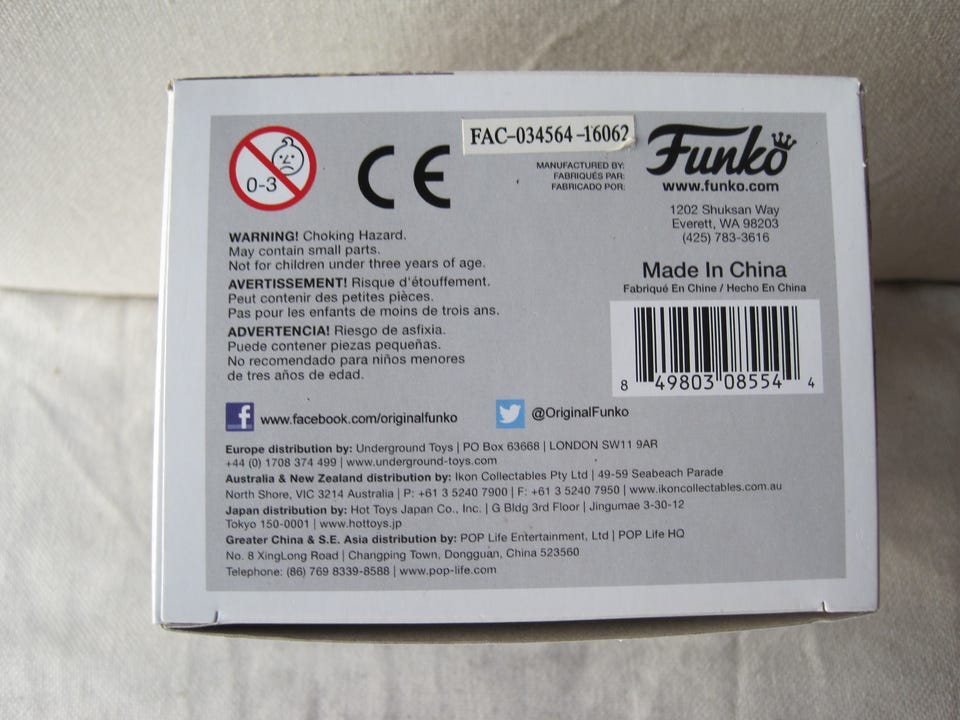 0-3
CE
FAC-034564-16062
MANUFACTURED BY:
FABRIQUÉS PAR:
FABRICADO POR:
Funko
www.funko.com
1202 Shuksan Way
Everett, WA 98203
(425) 783-3616
WARNING! Choking Hazard.
May contain small parts.
Not for children under three years of age.
AVERTISSEMENT! Risque d'étouffement.
Peut contenir des petites pièces.
Pas pour les enfants de moins de trois ans.
ADVERTENCIA! Riesgo de asfixia.
Puede contener piezas pequeñas.
No recomendado para niños menores
de tres años de edad.
Made In China
Fabriqué En Chine / Hecho En China
8 49803 08554 4
f www.facebook.com/originalfunko
@OriginalFunko
Europe distribution by: Underground Toys | PO Box 63668 | LONDON SW11 9AR
+44 (0) 1708 374 499 | www.underground-toys.com
Australia & New Zealand distribution by: Ikon Collectables Pty Ltd | 49-59 Seabeach Parade
North Shore, VIC 3214 Australia | P: +61 3 5240 7900 | F: +61 3 5240 7950 | www.ikoncollectables.com.au
Japan distribution by: Hot Toys Japan Co., Inc. | G Bldg 3rd Floor | Jingumae 3-30-12
Tokyo 150-0001 | www.hottoys.jp
Greater China & S.E. Asia distribution by: POP Life Entertainment, Ltd | POP Life HQ
No. 8 XingLong Road | Changping Town, Dongguan, China 523560
Telephone: (86) 769 8339-8588 | www.pop-life.com